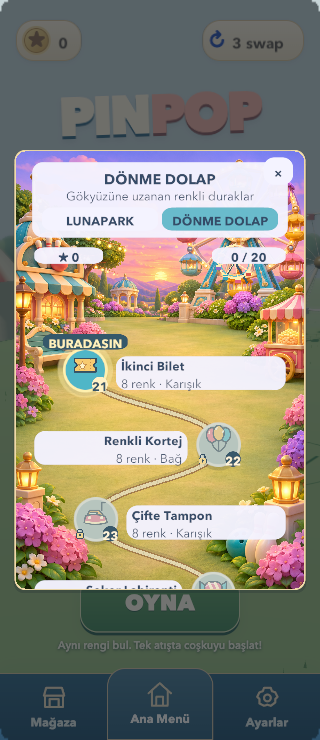 0
3 swap
PINPOP
DÖNME DOLAP
×
Gökyüzüne uzanan renkli duraklar
LUNAPARK
DÖNME DOLAP
★ 0
0 / 20
BURADASIN
İkinci Bilet
8 renk · Karışık
21
Renkli Kortej
8 renk · Bağ
22
Çifte Tampon
8 renk · Karışık
23
OYNA
Aynı rengi bul. Tek atışta coşkuyu başlat!
Mağaza
Ana Menü
Ayarlar